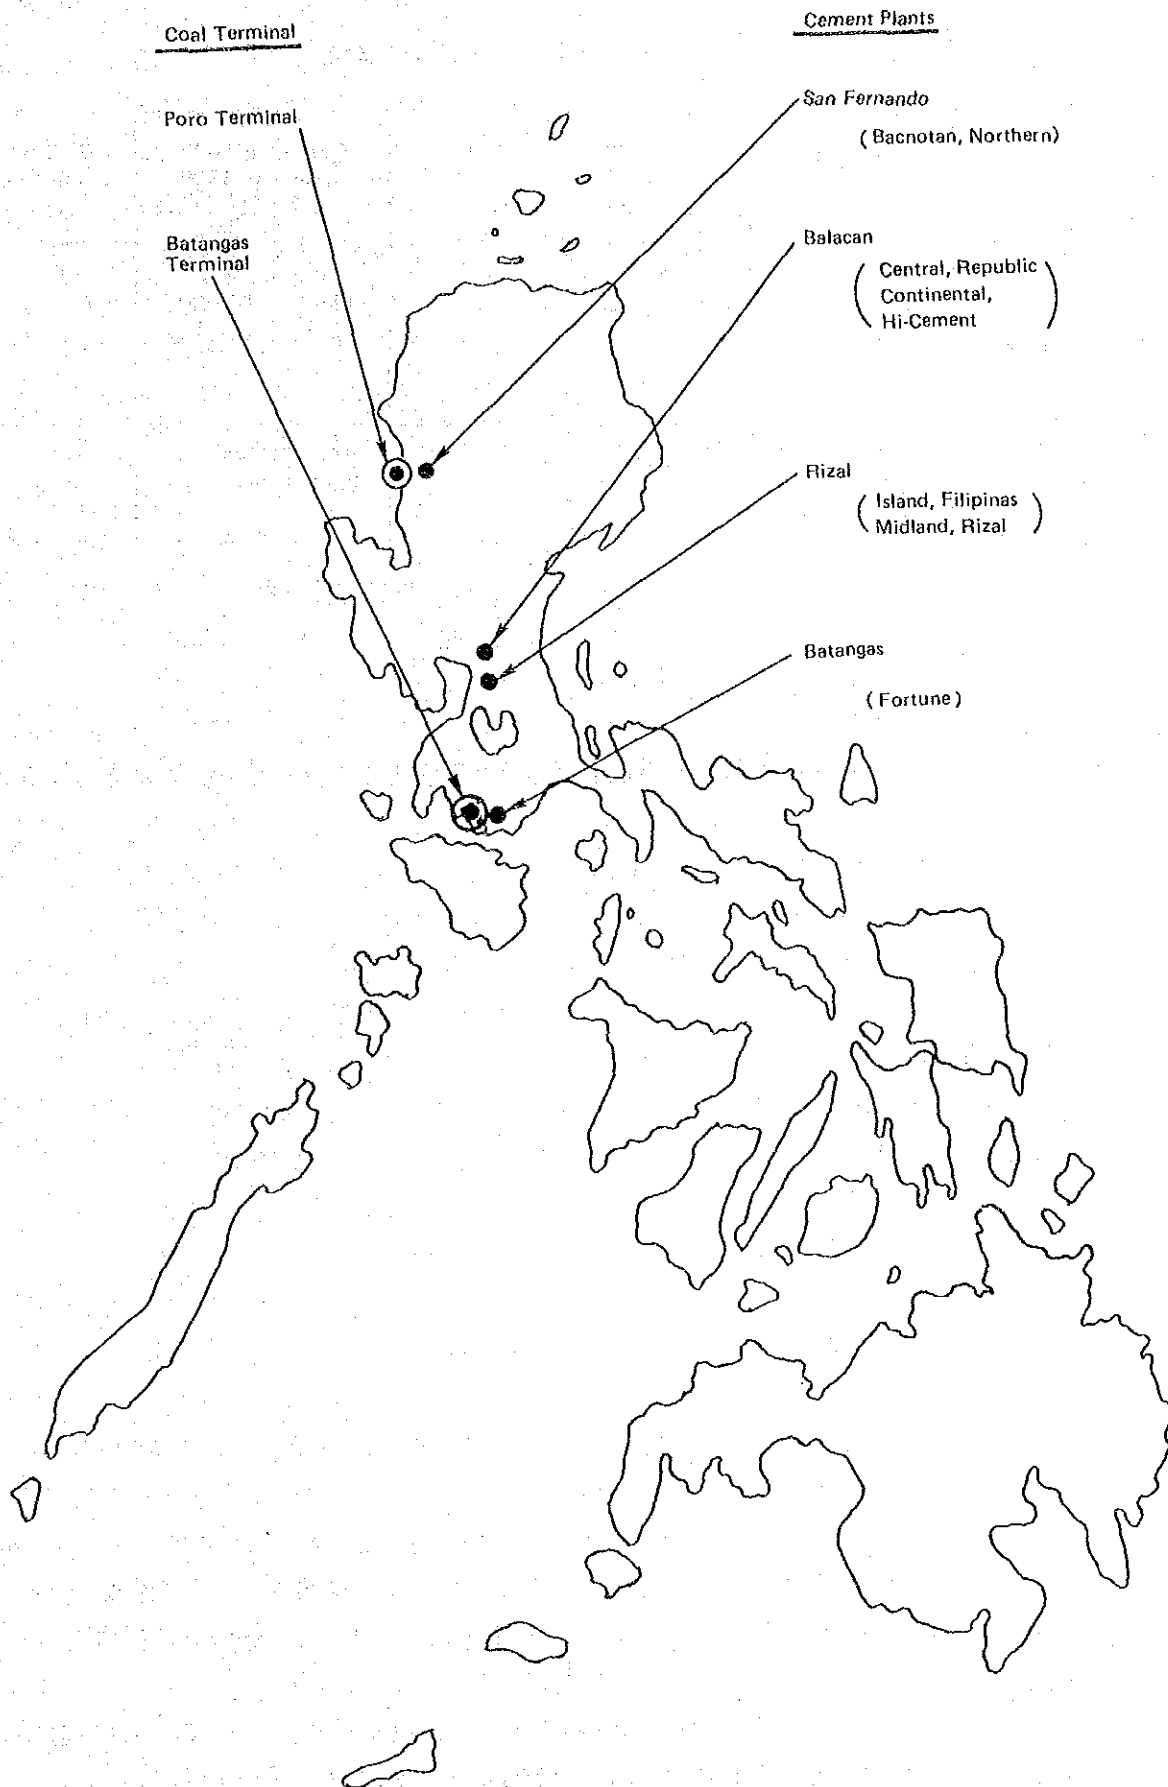 Coal Terminal
Cement Plants
Poro Terminal
San Fernando
( Bacnotan, Northern)
Batangas
Terminal
Balacan
( Central, Republic )
Continental,
Hi-Cement
Rizal
( Island, Filipinas )
Midland, Rizal
Batangas
( Fortune )